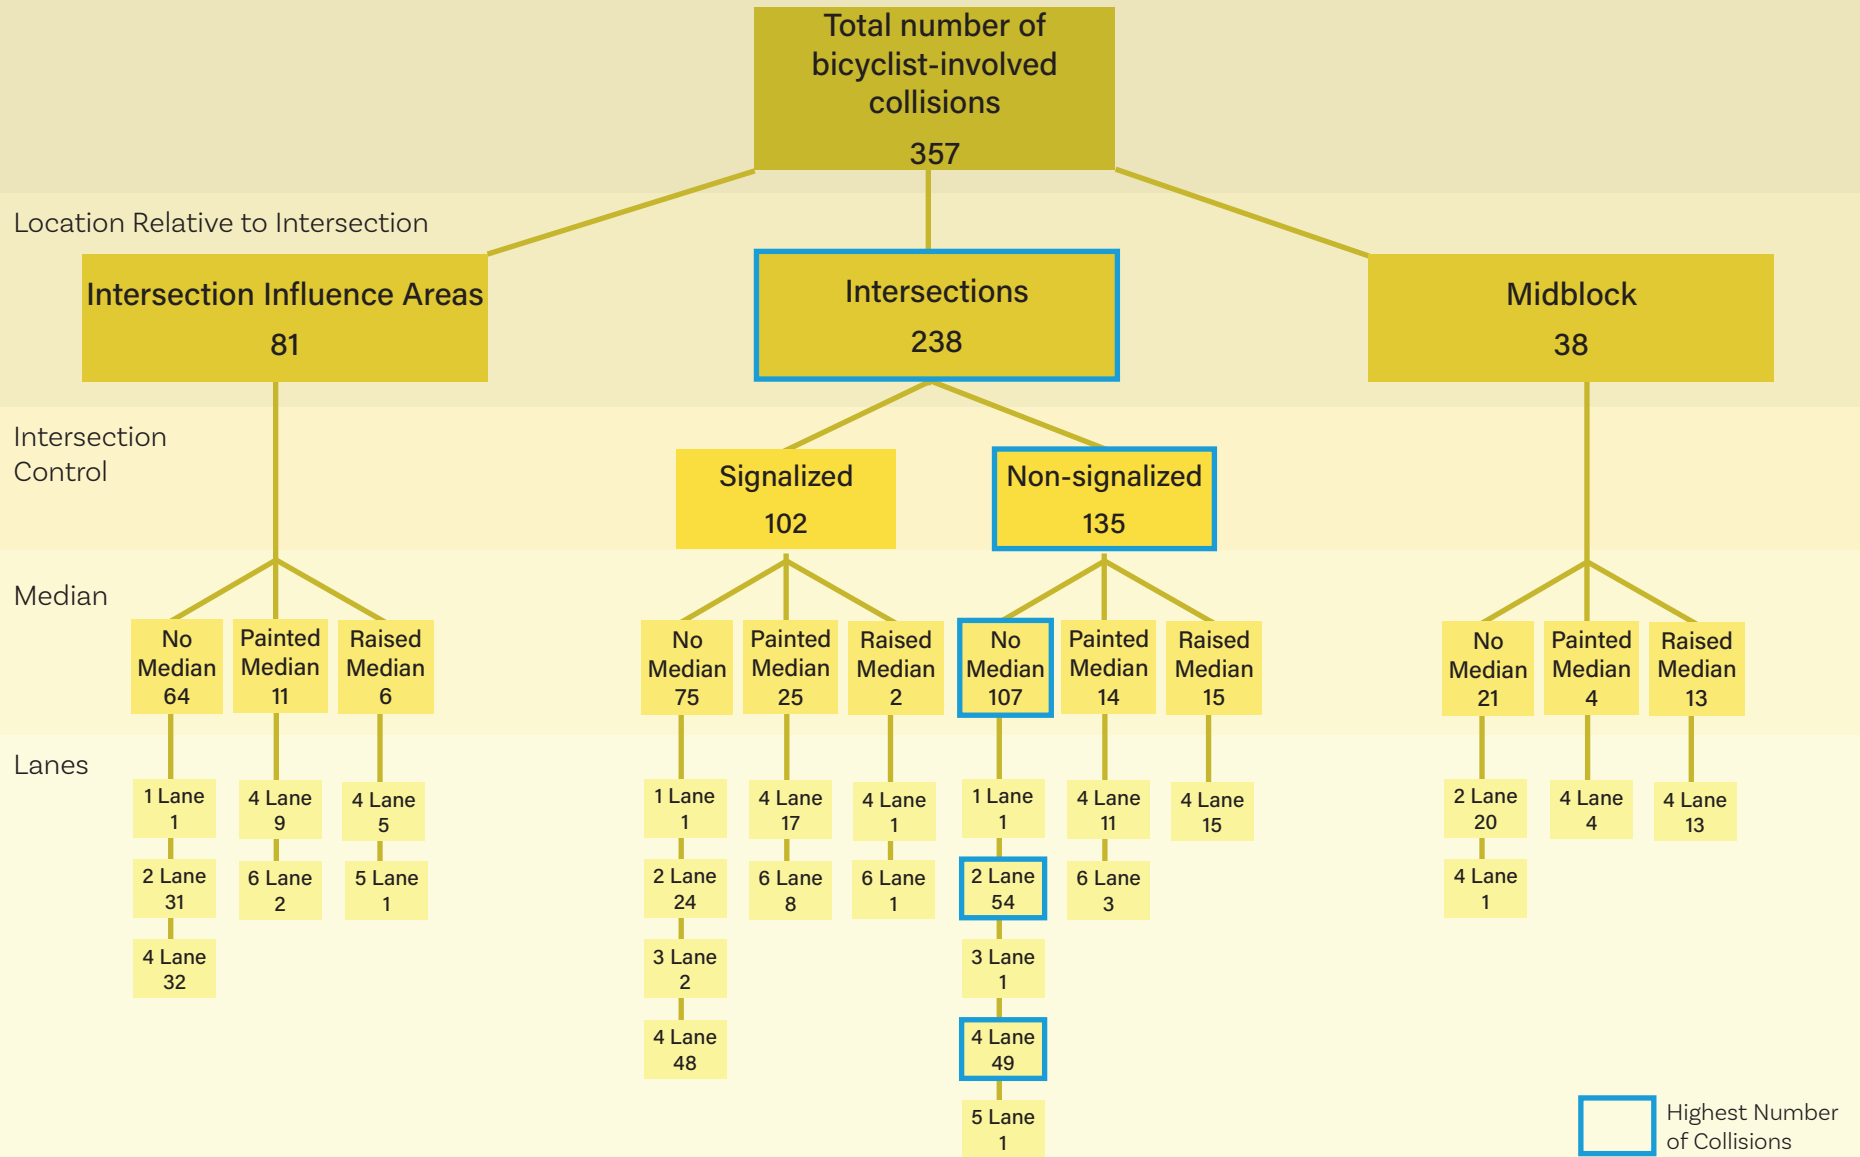 Total number of
bicyclist-involved
collisions
357
Location Relative to Intersection
Intersection Influence Areas
81
Intersections
238
Midblock
38
Intersection
Control
Signalized
102
Non-signalized
135
Median
No
Median
64
Painted
Median
11
Raised
Median
6
No
Median
75
Painted
Median
25
Raised
Median
2
No
Median
107
Painted
Median
14
Raised
Median
15
No
Median
21
Painted
Median
4
Raised
Median
13
Lanes
1 Lane
1
2 Lane
31
4 Lane
32
4 Lane
9
6 Lane
2
4 Lane
5
5 Lane
1
1 Lane
1
2 Lane
24
3 Lane
2
4 Lane
48
4 Lane
17
6 Lane
8
4 Lane
1
6 Lane
1
1 Lane
1
2 Lane
54
3 Lane
1
4 Lane
49
5 Lane
1
4 Lane
11
6 Lane
3
4 Lane
15
2 Lane
20
4 Lane
1
4 Lane
4
4 Lane
13
Highest Number
of Collisions